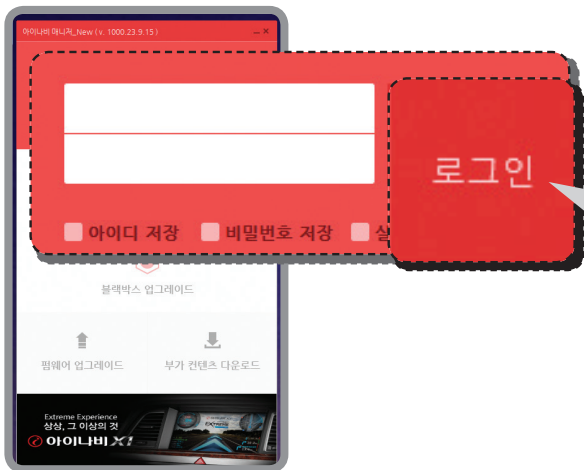 아이나비 매니저_New ( v. 1000.23.9.15 )
로그인
아이디 저장 비밀번호 저장
블랙박스 업그레이드
펌웨어 업그레이드 부가 컨텐츠 다운로드
Extreme Experience
상상, 그 이상의 것
아이나비 X1